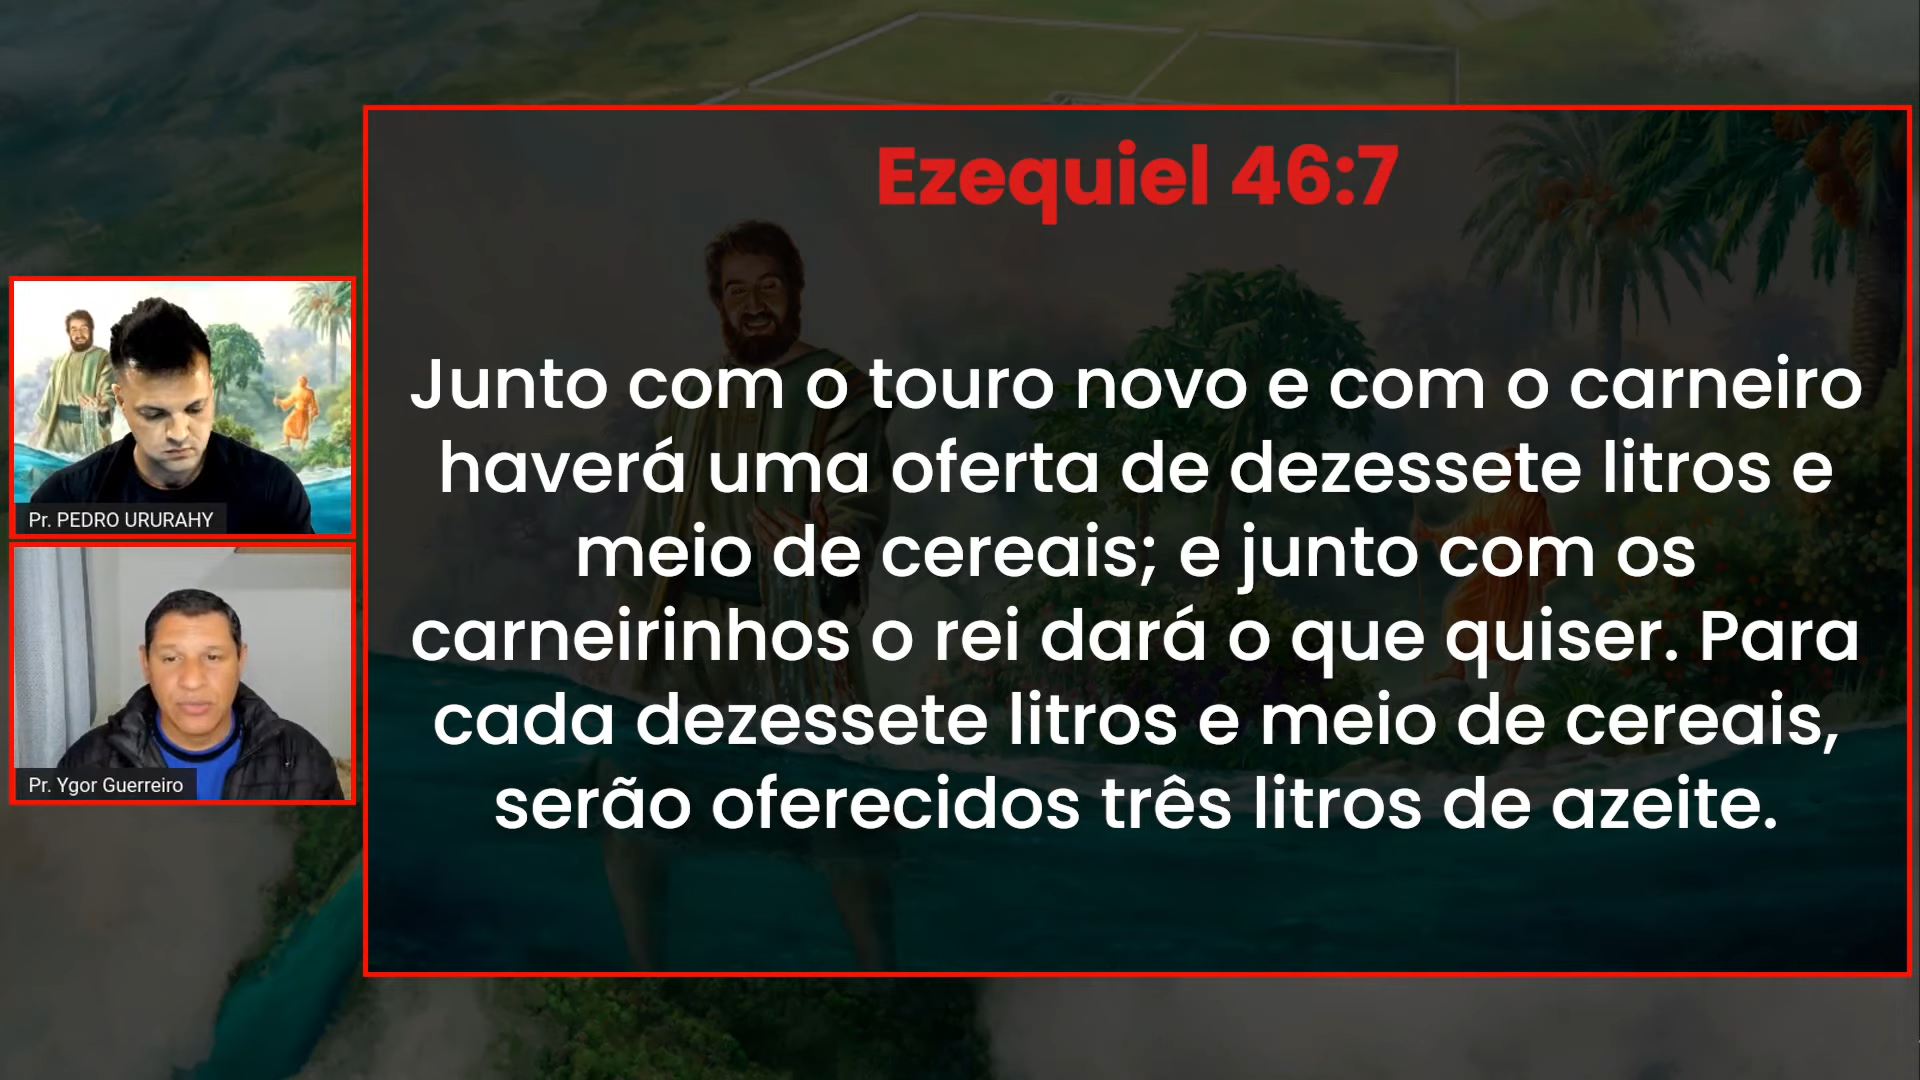 Ezequiel 46:7
Junto com o touro novo e com o carneiro
haverá uma oferta de dezessete litros e
meio de cereais; e junto com os
carneirinhos o rei dará o que quiser. Para
cada dezessete litros e meio de cereais,
serão oferecidos três litros de azeite.
Pr. PEDRO URURAHY
Pr. Ygor Guerreiro